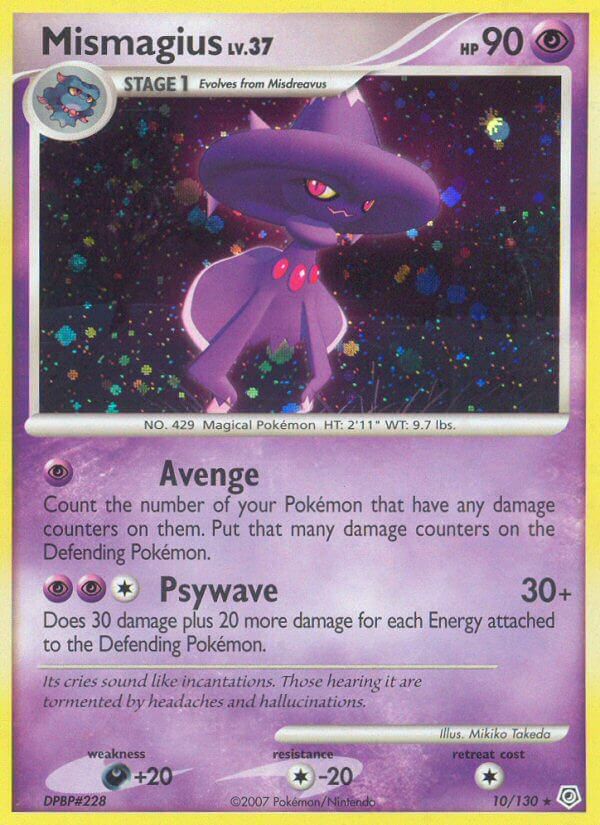 Mismagius LV.37
HP 90
STAGE 1 Evolves from Misdreavus
NO. 429 Magical Pokémon HT: 2'11" WT: 9.7 lbs.
Avenge
Count the number of your Pokémon that have any damage
counters on them. Put that many damage counters on the
Defending Pokémon.
Psywave 30+
Does 30 damage plus 20 more damage for each Energy attached
to the Defending Pokémon.
Its cries sound like incantations. Those hearing it are
tormented by headaches and hallucinations.
Illus. Mikiko Takeda
weakness resistance retreat cost
+20 -20
DPBP#228 ©2007 Pokémon/Nintendo 10/130